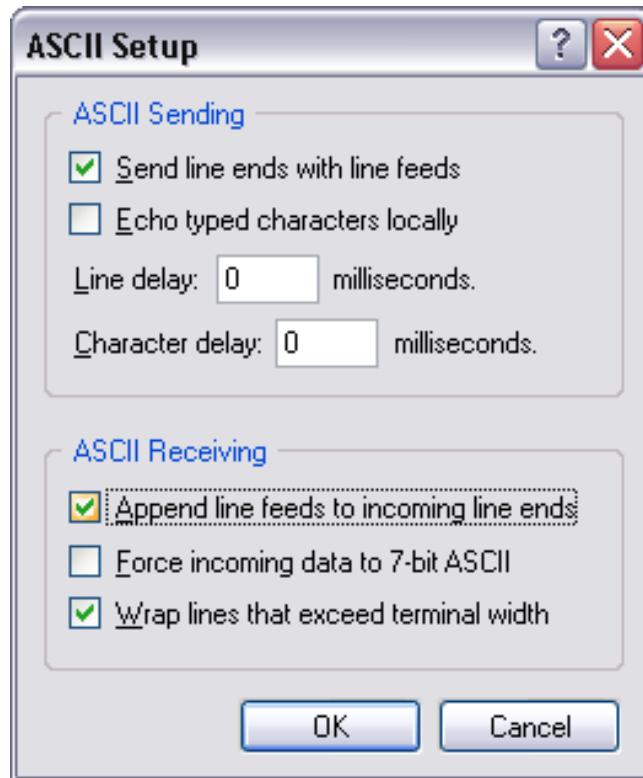 ASCII Setup
ASCII Sending
Send line ends with line feeds
Echo typed characters locally
Line delay: 0 milliseconds.
Character delay: 0 milliseconds.
ASCII Receiving
Append line feeds to incoming line ends
Force incoming data to 7-bit ASCII
Wrap lines that exceed terminal width
OK Cancel